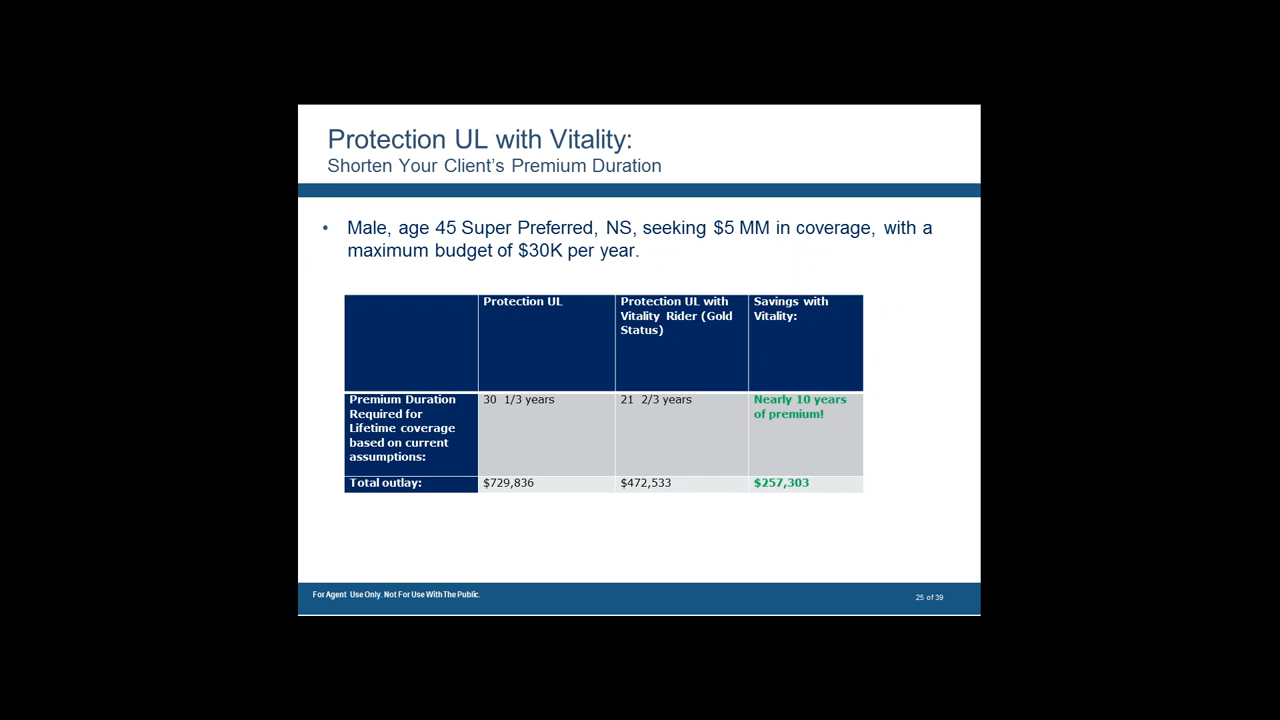 Protection UL with Vitality:
Shorten Your Client's Premium Duration
• Male, age 45 Super Preferred, NS, seeking $5 MM in coverage, with a
maximum budget of $30K per year.
Protection UL
Protection UL with
Vitality Rider (Gold
Status)
Savings with
Vitality:
Premium Duration
Required for
Lifetime coverage
based on current
assumptions:
30 1/3 years
21 2/3 years
Nearly 10 years
of premium!
Total outlay:
$729,836
$472,533
$257,303
For Agent Use Only. Not For Use With The Public.
25 of 39